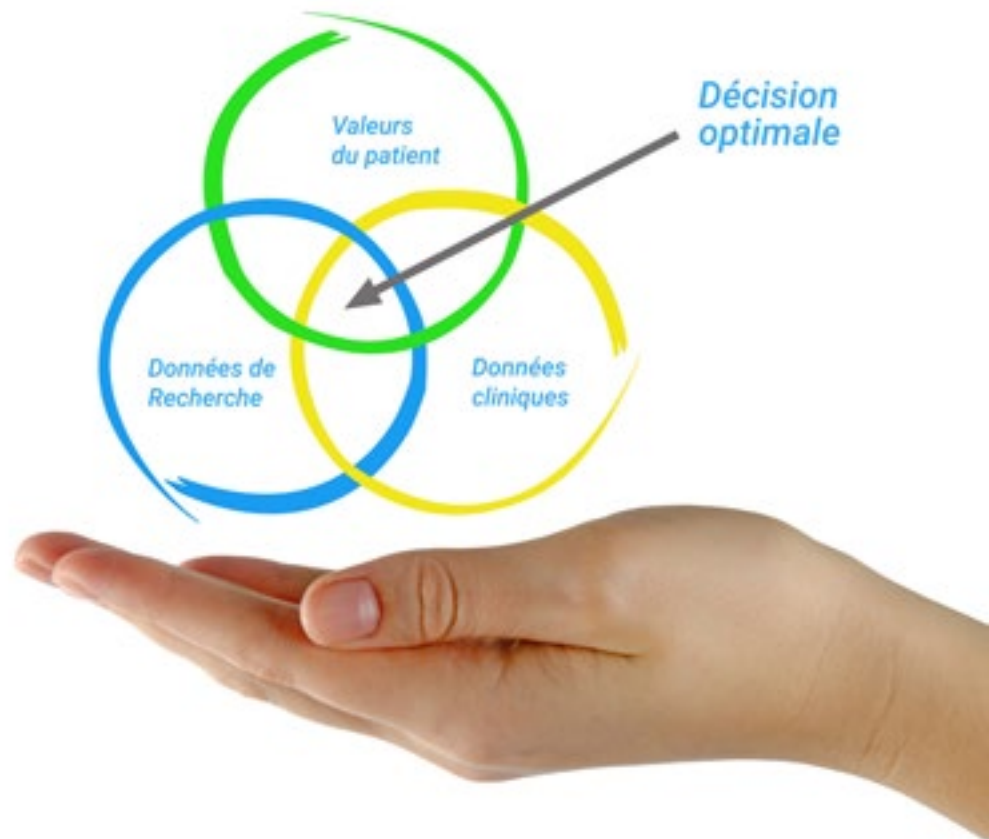 Valeurs
du patient
Décision
optimale
Données de
Recherche
Données
cliniques